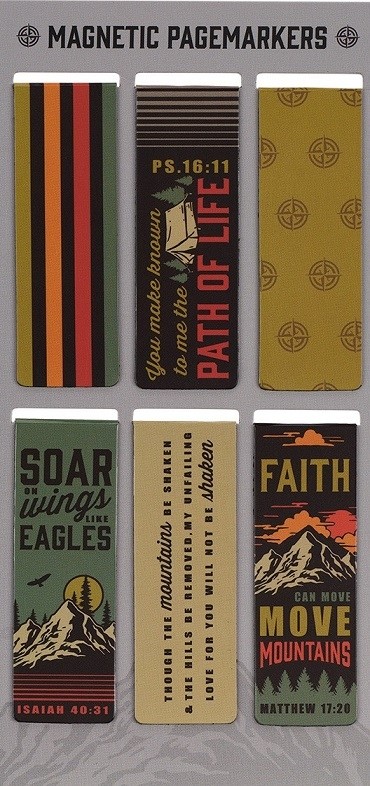 MAGNETIC PAGEMARKERS
PS.16:11
You make known
to me the
PATH OF LIFE
SOAR
ON
wings
LIKE
EAGLES
ISAIAH 40:31
THOUGH THE mountains BE SHAKEN
& THE HILLS BE REMOVED, MY UNFAILING
LOVE FOR YOU WILL NOT BE shaken
FAITH
CAN MOVE
MOVE
MOUNTAINS
MATTHEW 17:20